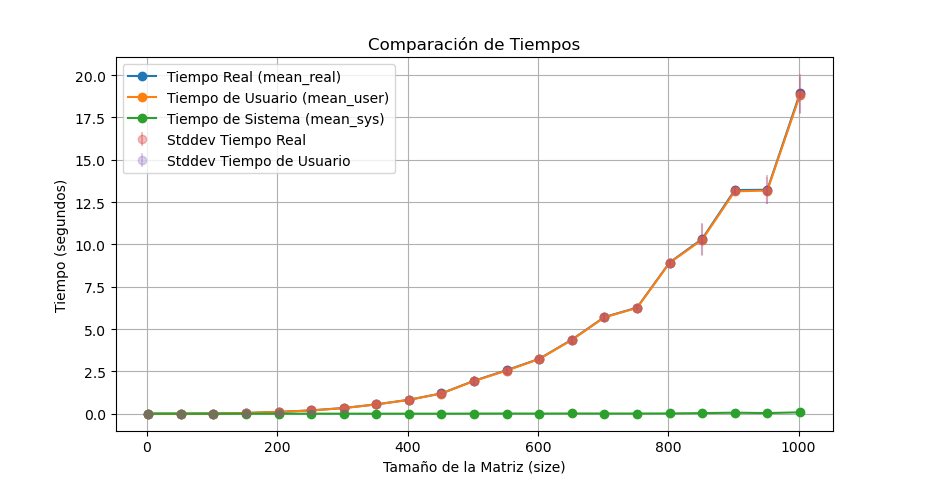 Comparación de Tiempos
Tiempo Real (mean_real)
Tiempo de Usuario (mean_user)
Tiempo de Sistema (mean_sys)
Stddev Tiempo Real
Stddev Tiempo de Usuario
Tiempo (segundos)
20.0
17.5
15.0
12.5
10.0
7.5
5.0
2.5
0.0
0 200 400 600 800 1000
Tamaño de la Matriz (size)